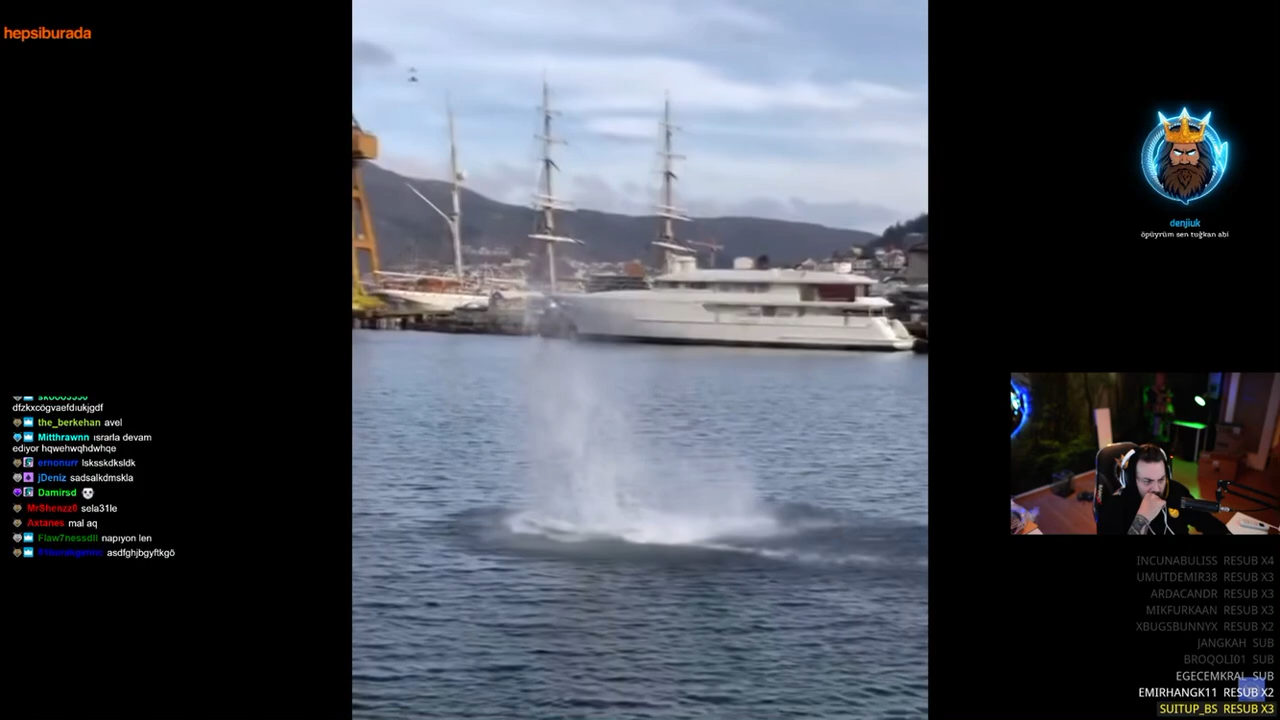 hepsiburada
denjiuk
öpüyrüm sen tuğkan abi
dfzkxcögvaefdıukjgdf
the_berkehan avel
Mitthrawnn ısrarla devam
ediyor hqwehwqhdwhqe
ernonurr lsksskdksldk
jDeniz sadsalkdmskla
Damirsd
MrShenzz0 sela31le
Axtanes mal aq
Flaw7nessdll napıyon len
asdfghjbgyftkgö
INCUNABULISS RESUB X4
UMUTDEMIR38 RESUB X3
ARDACANDR RESUB X3
MIKFURKAAN RESUB X3
XBUGSBUNNYX RESUB X2
JANGKAH SUB
BROQOLI01 SUB
EGECEMKRAL SUB
EMIRHANGK11 RESUB X2
SUITUP_BS RESUB X3